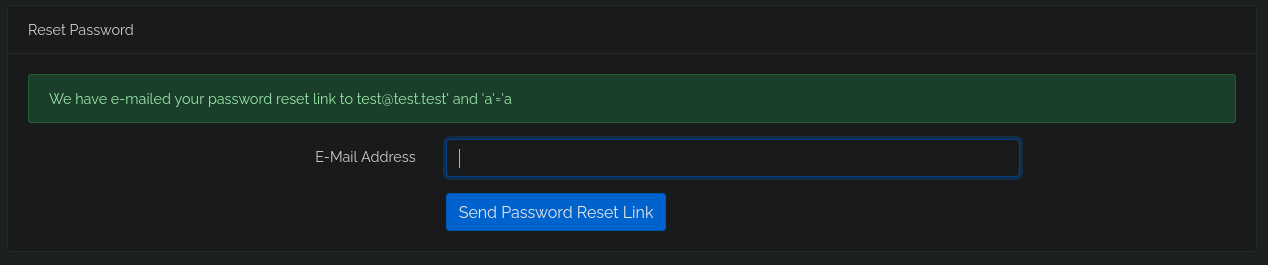 Reset Password
We have e-mailed your password reset link to test@test.test' and 'a'='a
E-Mail Address
Send Password Reset Link